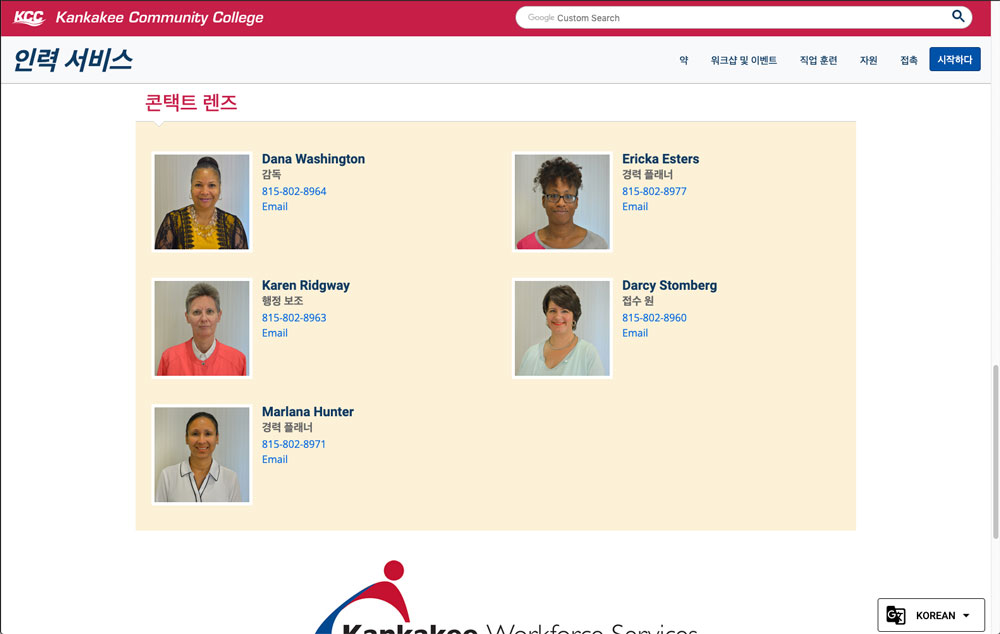 KCC Kankakee Community College
Google Custom Search
인력 서비스
약 워크샵 및 이벤트 직업 훈련 자원 접촉 시작하다
콘택트 렌즈
Dana Washington
감독
815-802-8964
Email
Ericka Esters
경력 플래너
815-802-8977
Email
Karen Ridgway
행정 보조
815-802-8963
Email
Darcy Stomberg
접수 원
815-802-8960
Email
Marlana Hunter
경력 플래너
815-802-8971
Email
Kankakee Workforce Services
KOREAN